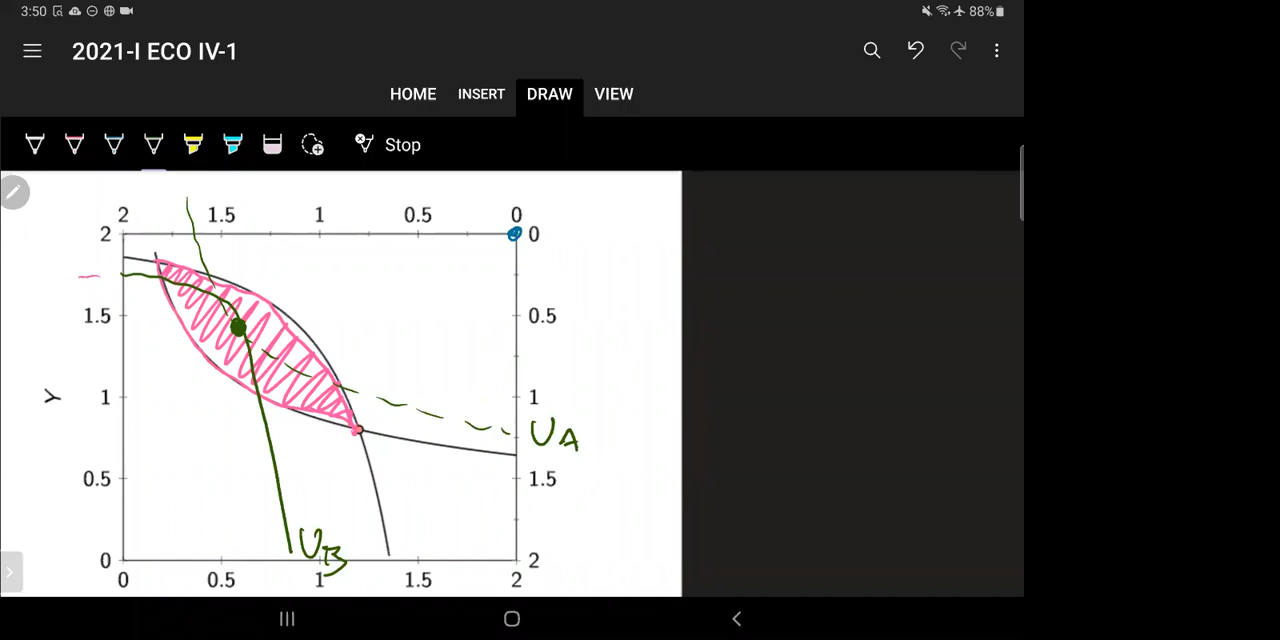 3:50 88%
2021-I ECO IV-1
HOME INSERT DRAW VIEW
Stop
2 1.5 1 0.5 0
2 0
1.5 0.5
Y 1 1
UA
0.5 1.5
UB
0 2
0 0.5 1 1.5 2